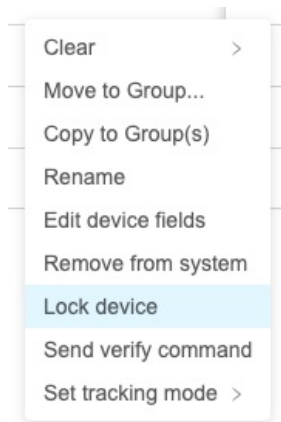 Clear >
Move to Group...
Copy to Group(s)
Rename
Edit device fields
Remove from system
Lock device
Send verify command
Set tracking mode >